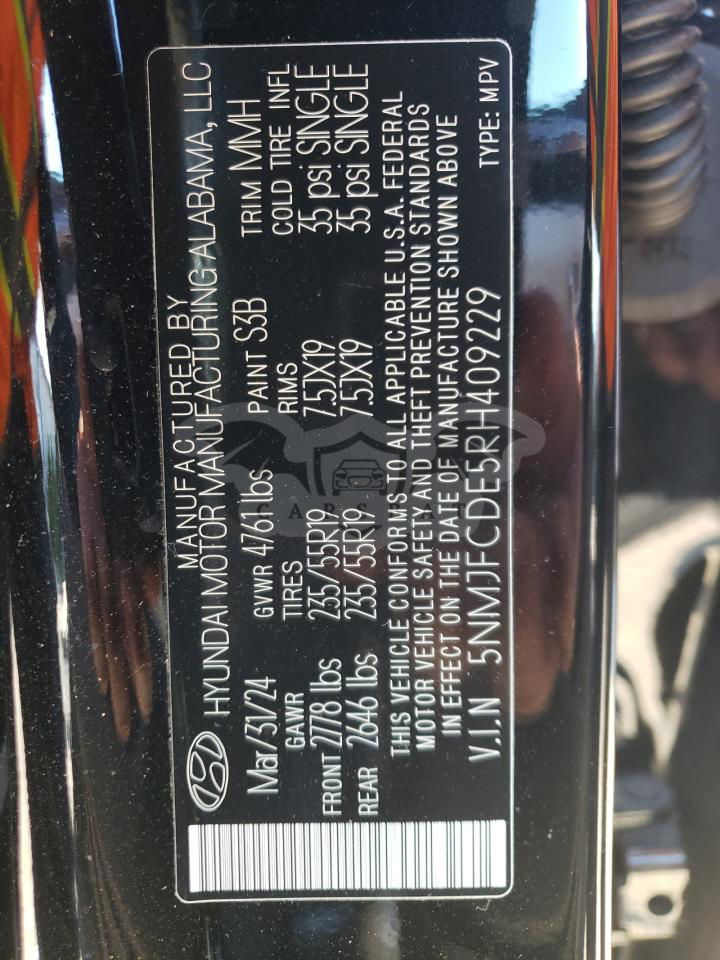 MANUFACTURED BY
HYUNDAI MOTOR MANUFACTURING ALABAMA, LLC
Mar/31/24 GVWR 4761 lbs PAINT S3B TRIM MMH
GAWR TIRES RIMS COLD TIRE INFL
FRONT 2778 lbs 235/55R19 7.5JX19 35 psi SINGLE
REAR 2646 lbs 235/55R19 7.5JX19 35 psi SINGLE
THIS VEHICLE CONFORMS TO ALL APPLICABLE U.S.A. FEDERAL
MOTOR VEHICLE SAFETY AND THEFT PREVENTION STANDARDS
IN EFFECT ON THE DATE OF MANUFACTURE SHOWN ABOVE
V.I.N 5NMJFCDE5RH409229 TYPE: MPV